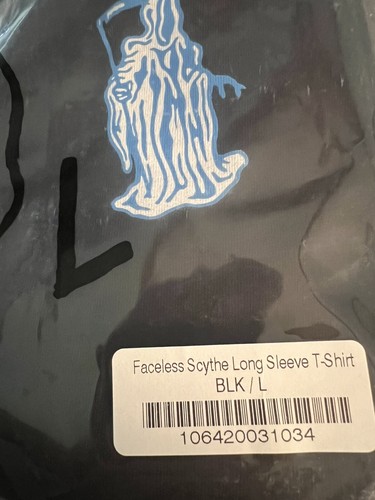 L
Faceless Scythe Long Sleeve T-Shirt
BLK / L
106420031034